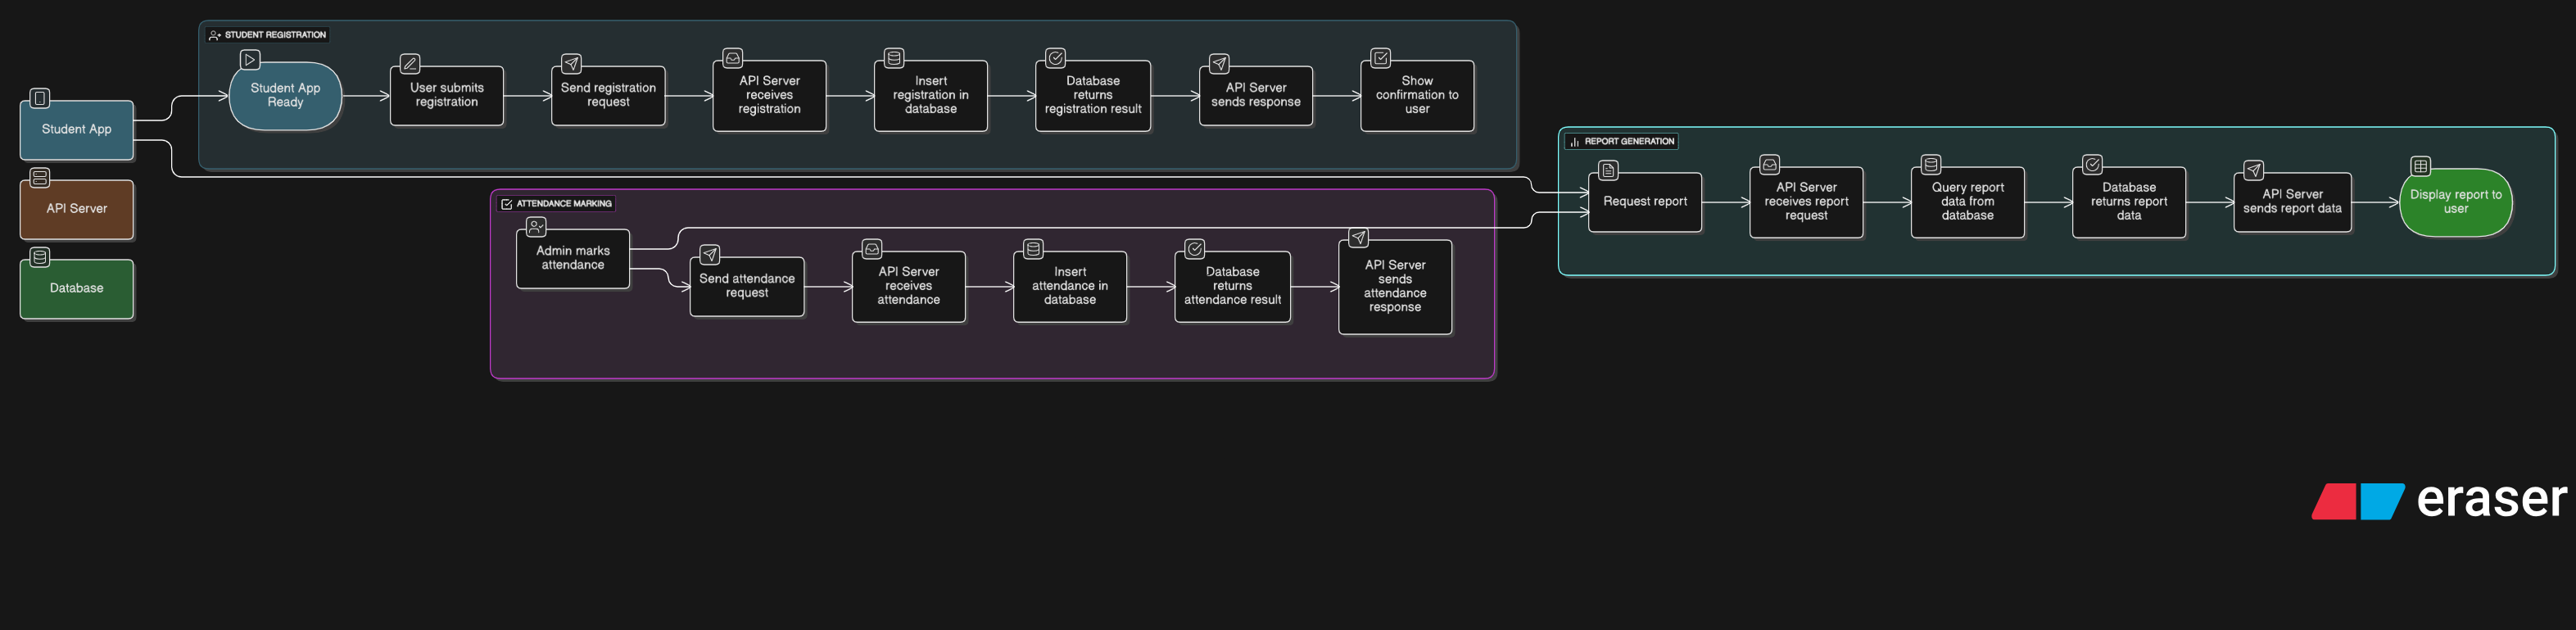 STUDENT REGISTRATION
Student App
Ready
User submits
registration
Send registration
request
API Server
receives
registration
Insert
registration in
database
Database
returns
registration result
API Server
sends response
Show
confirmation to
user
Student App
API Server
Database
ATTENDANCE MARKING
Admin marks
attendance
Send attendance
request
API Server
receives
attendance
Insert
attendance in
database
Database
returns
attendance result
API Server
sends
attendance
response
REPORT GENERATION
Request report
API Server
receives report
request
Query report
data from
database
Database
returns report
data
API Server
sends report data
Display report to
user
eraser